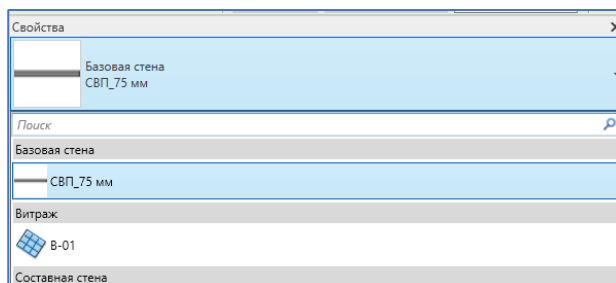 Свойства
Базовая стена
СВП_75 мм
Поиск
Базовая стена
СВП_75 мм
Витраж
В-01
Составная стена